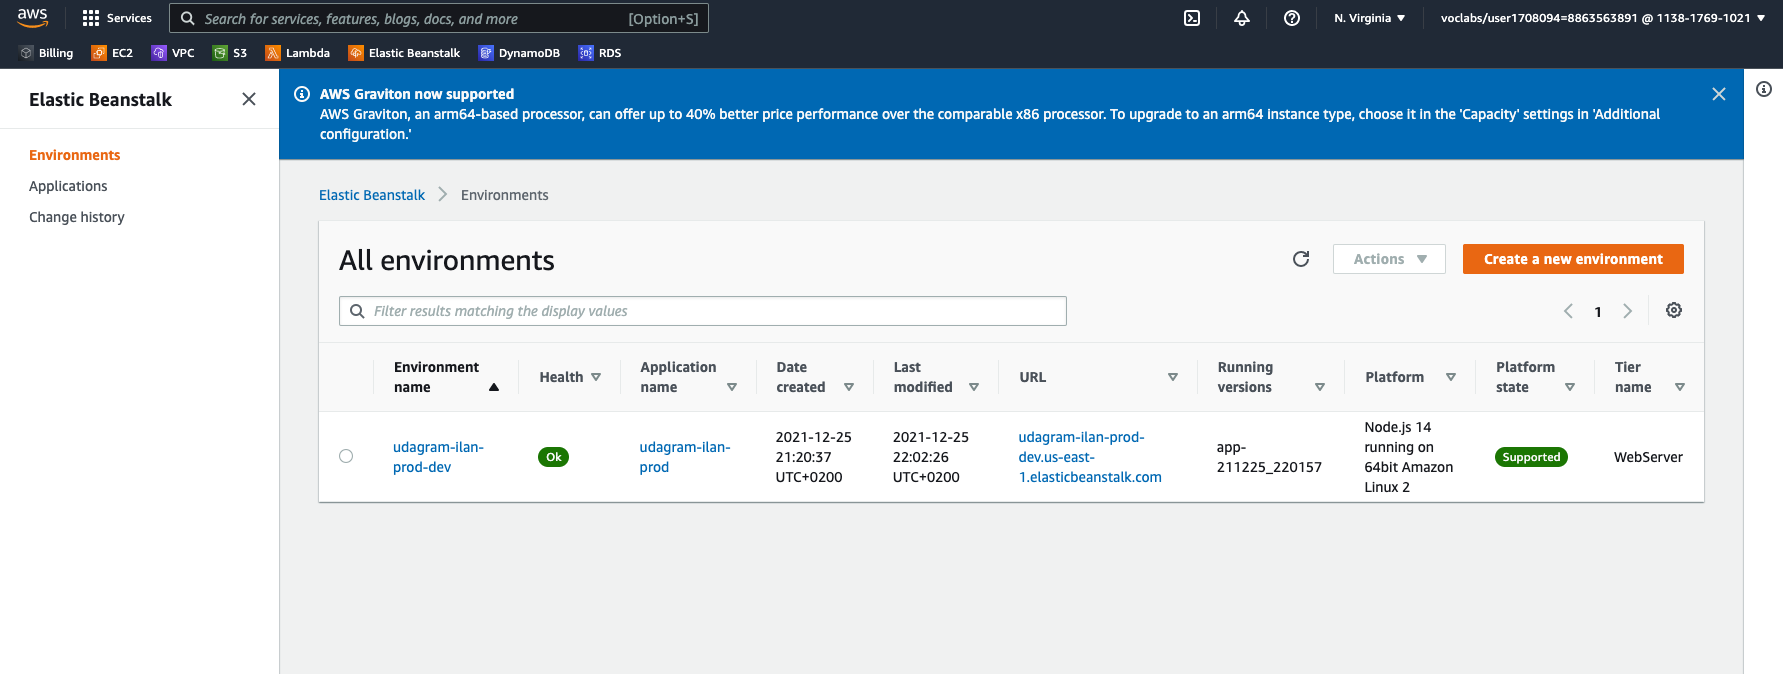 aws
Services
Search for services, features, blogs, docs, and more
[Option+S]
N. Virginia
voclabs/user1708094=8863563891 @ 1138-1769-1021
Billing
EC2
VPC
S3
Lambda
Elastic Beanstalk
DynamoDB
RDS
Elastic Beanstalk
Environments
Applications
Change history
AWS Graviton now supported
AWS Graviton, an arm64-based processor, can offer up to 40% better price performance over the comparable x86 processor. To upgrade to an arm64 instance type, choose it in the 'Capacity' settings in 'Additional
configuration.'
Elastic Beanstalk
Environments
All environments
Actions
Create a new environment
Filter results matching the display values
1
Environment
name
Health
Application
name
Date
created
Last
modified
URL
Running
versions
Platform
Platform
state
Tier
name
udagram-ilan-
prod-dev
Ok
udagram-ilan-
prod
2021-12-25
21:20:37
UTC+0200
2021-12-25
22:02:26
UTC+0200
udagram-ilan-prod-
dev.us-east-
1.elasticbeanstalk.com
app-
211225_220157
Node.js 14
running on
64bit Amazon
Linux 2
Supported
WebServer